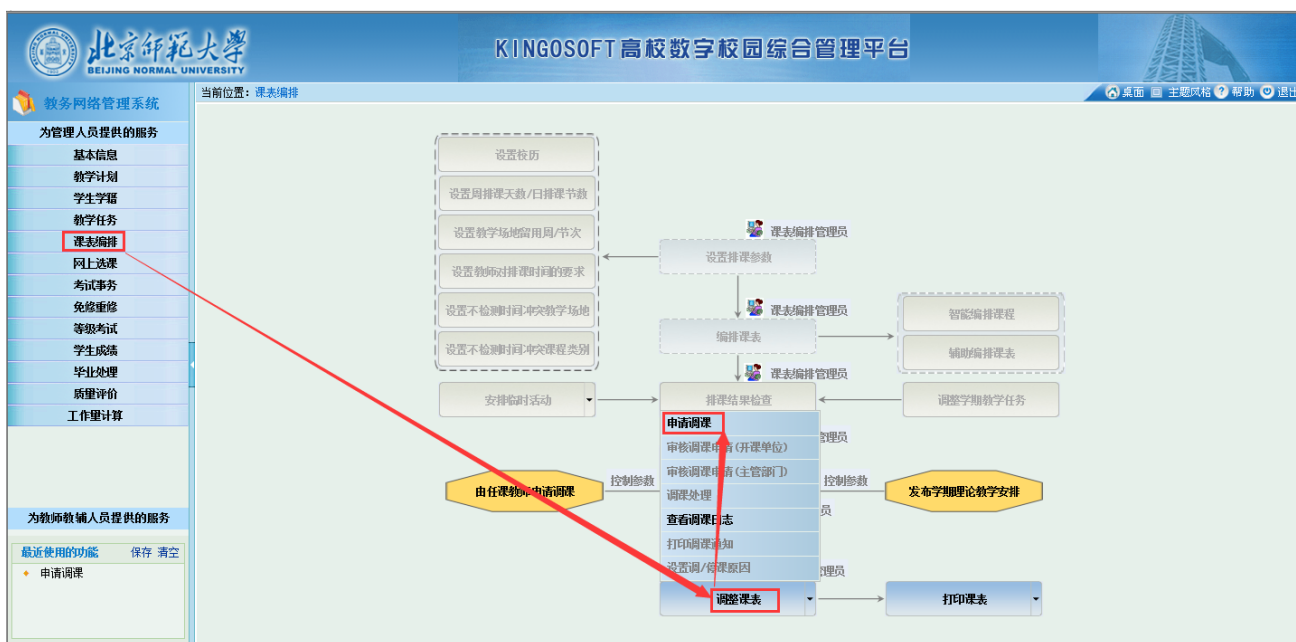 北京师范大学
BEIJING NORMAL UNIVERSITY
KINGOSOFT高校数字校园综合管理平台
教务网络管理系统
当前位置：课表编排
桌面 主题风格 帮助 退出
为管理人员提供的服务
基本信息
教学计划
学生学籍
教学任务
课表编排
网上选课
考试事务
免修重修
等级考试
学生成绩
毕业处理
质量评价
工作量计算
为教师教辅人员提供的服务
最近使用的功能 保存 清空
申请调课
设置校历
设置周排课天数/日排课节数
设置教学场地留用周/节次
设置教师对排课时间的要求
设置不检测时间冲突教学场地
设置不检测时间冲突课程类别
课表编排管理员
设置排课参数
课表编排管理员
编排课表
智能编排课程
辅助编排课表
课表编排管理员
安排临时活动
排课结果检查
调整学期教学任务
申请调课
审核调课申请(开课单位)
管理员
审核调课申请(主管部门)
调课处理
查看调课日志
打印调课通知
设置调/停课原因
由任课教师申请调课
控制参数
控制参数
发布学期理论教学安排
员
管理员
调整课表
打印课表